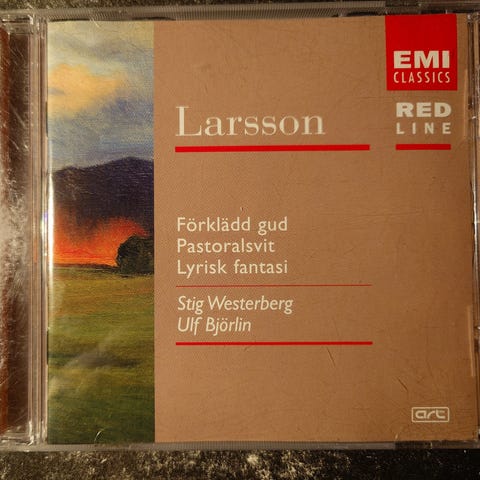 EMI
CLASSICS
RED
LINE
Larsson
Förklädd gud
Pastoralsvit
Lyrisk fantasi
Stig Westerberg
Ulf Björlin
art